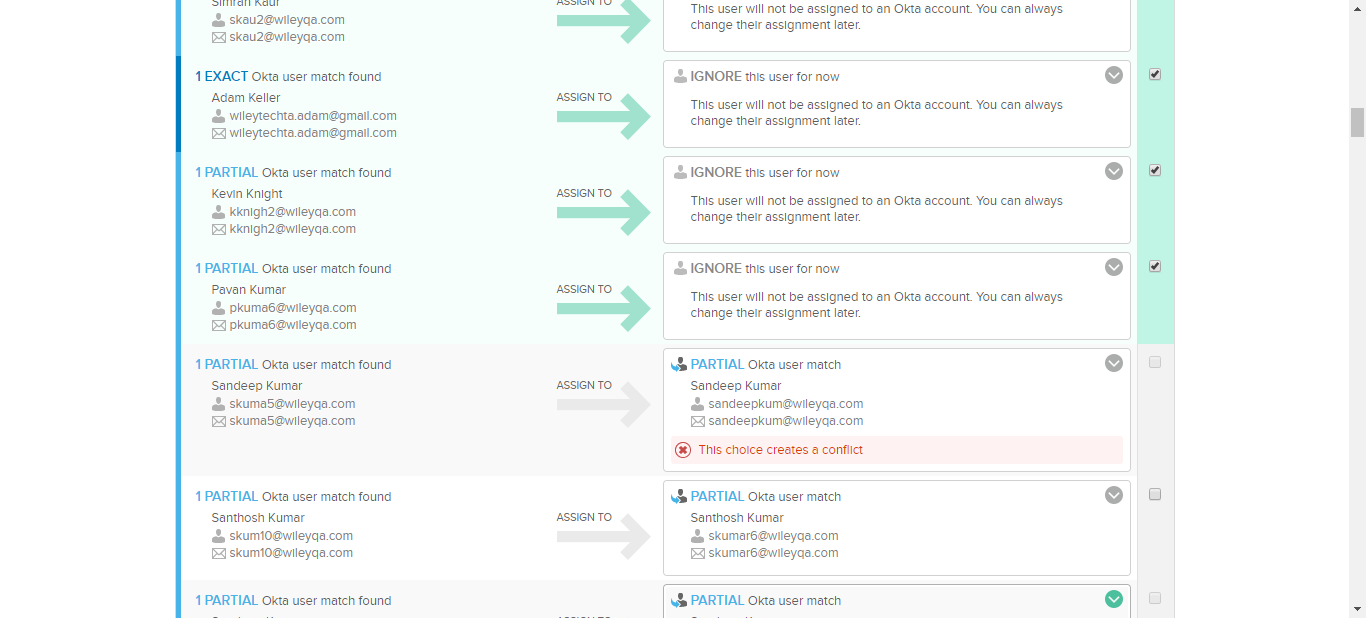 Simran Kaur
skau2@wileyqa.com
skau2@wileyqa.com
ASSIGN TO
This user will not be assigned to an Okta account. You can always
change their assignment later.
1 EXACT Okta user match found
Adam Keller
wileytechta.adam@gmail.com
wileytechta.adam@gmail.com
ASSIGN TO
IGNORE this user for now
This user will not be assigned to an Okta account. You can always
change their assignment later.
1 PARTIAL Okta user match found
Kevin Knight
kknigh2@wileyqa.com
kknigh2@wileyqa.com
ASSIGN TO
IGNORE this user for now
This user will not be assigned to an Okta account. You can always
change their assignment later.
1 PARTIAL Okta user match found
Pavan Kumar
pkuma6@wileyqa.com
pkuma6@wileyqa.com
ASSIGN TO
IGNORE this user for now
This user will not be assigned to an Okta account. You can always
change their assignment later.
1 PARTIAL Okta user match found
Sandeep Kumar
skuma5@wileyqa.com
skuma5@wileyqa.com
ASSIGN TO
PARTIAL Okta user match
Sandeep Kumar
sandeepkum@wileyqa.com
sandeepkum@wileyqa.com
This choice creates a conflict
1 PARTIAL Okta user match found
Santhosh Kumar
skum10@wileyqa.com
skum10@wileyqa.com
ASSIGN TO
PARTIAL Okta user match
Santhosh Kumar
skumar6@wileyqa.com
skumar6@wileyqa.com
1 PARTIAL Okta user match found
PARTIAL Okta user match